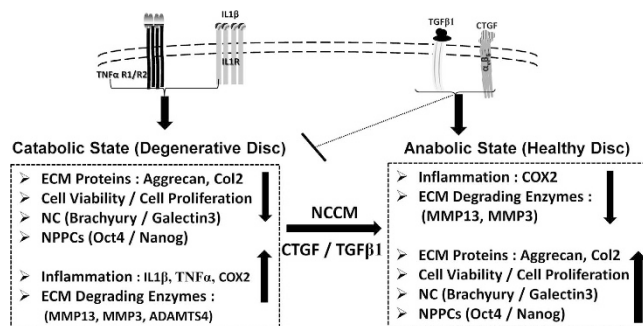 IL1β
TGFβ1
CTGF
TNFα R1/R2
IL1R
Catabolic State (Degenerative Disc)
➢ ECM Proteins : Aggrecan, Col2
➢ Cell Viability / Cell Proliferation
➢ NC (Brachyury / Galectin3)
➢ NPPCs (Oct4 / Nanog)
➢ Inflammation : IL1β, TNFα, COX2
➢ ECM Degrading Enzymes :
(MMP13, MMP3, ADAMTS4)
NCCM
CTGF / TGFβ1
Anabolic State (Healthy Disc)
➢ Inflammation : COX2
➢ ECM Degrading Enzymes :
(MMP13, MMP3)
➢ ECM Proteins : Aggrecan, Col2
➢ Cell Viability / Cell Proliferation
➢ NC (Brachyury / Galectin3)
➢ NPPCs (Oct4 / Nanog)